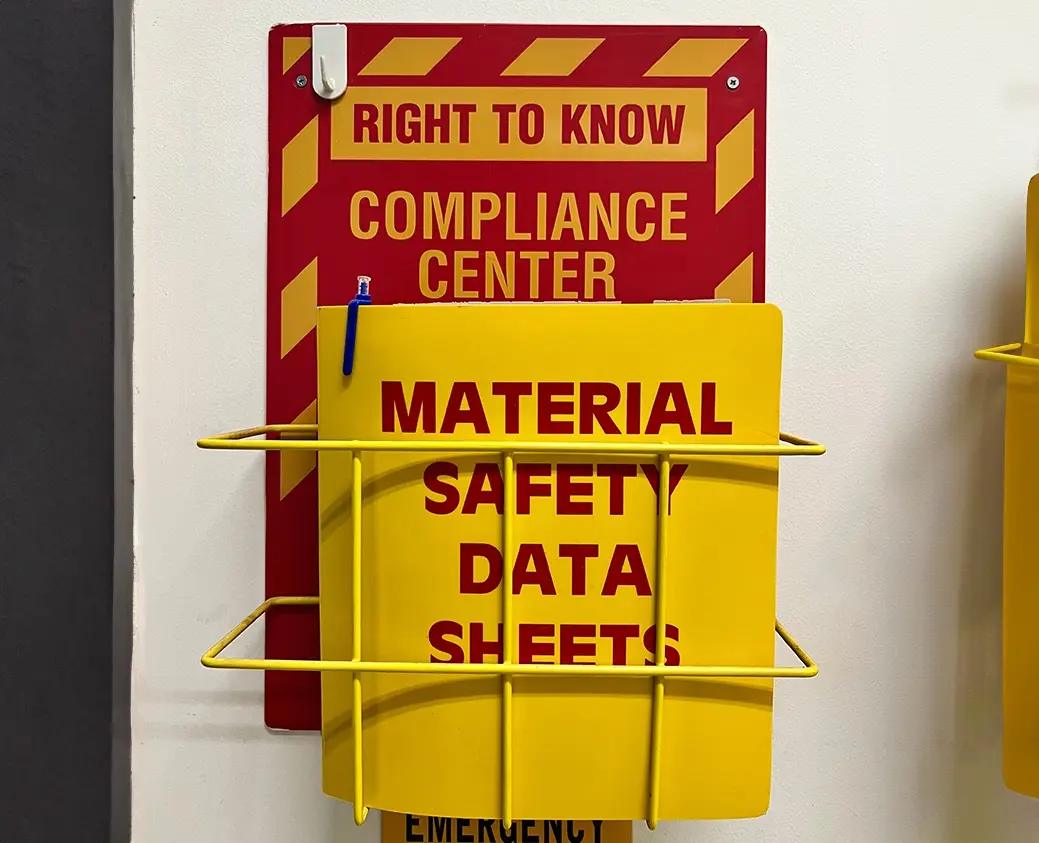 RIGHT TO KNOW
COMPLIANCE
CENTER
MATERIAL
SAFETY
DATA
SHEETS
EMERGENCY